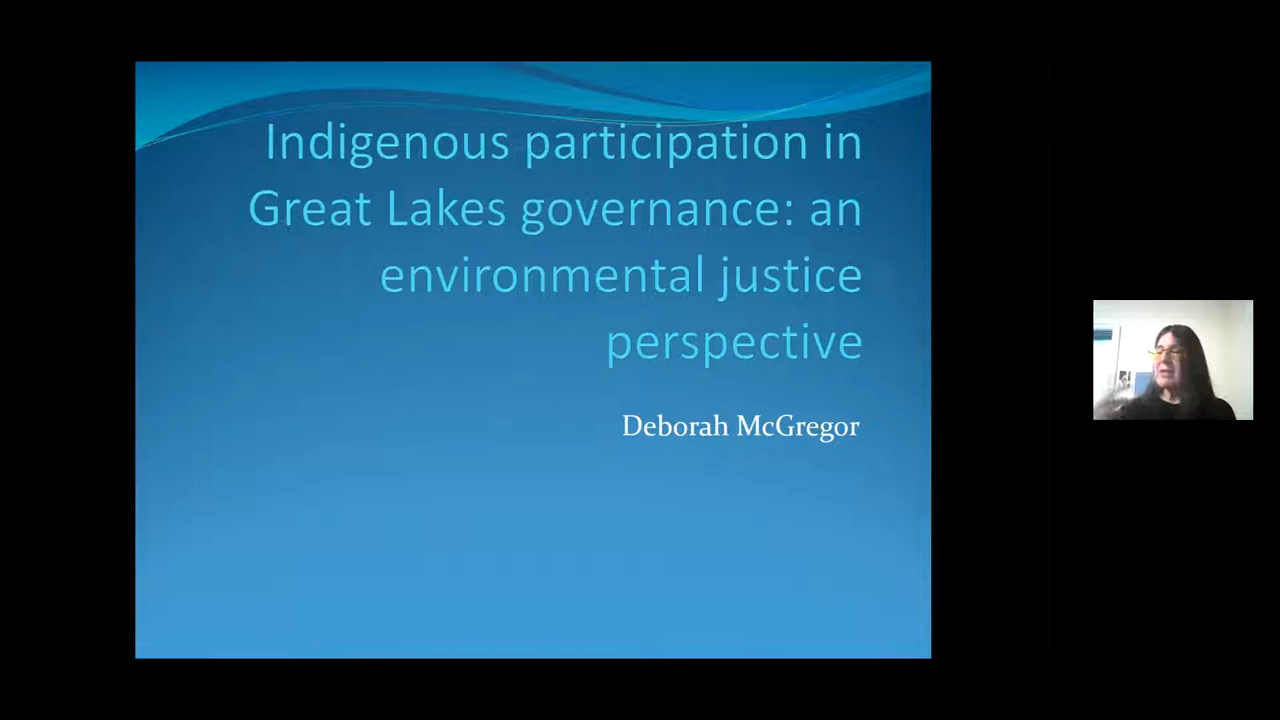 Indigenous participation in
Great Lakes governance: an
environmental justice
perspective
Deborah McGregor